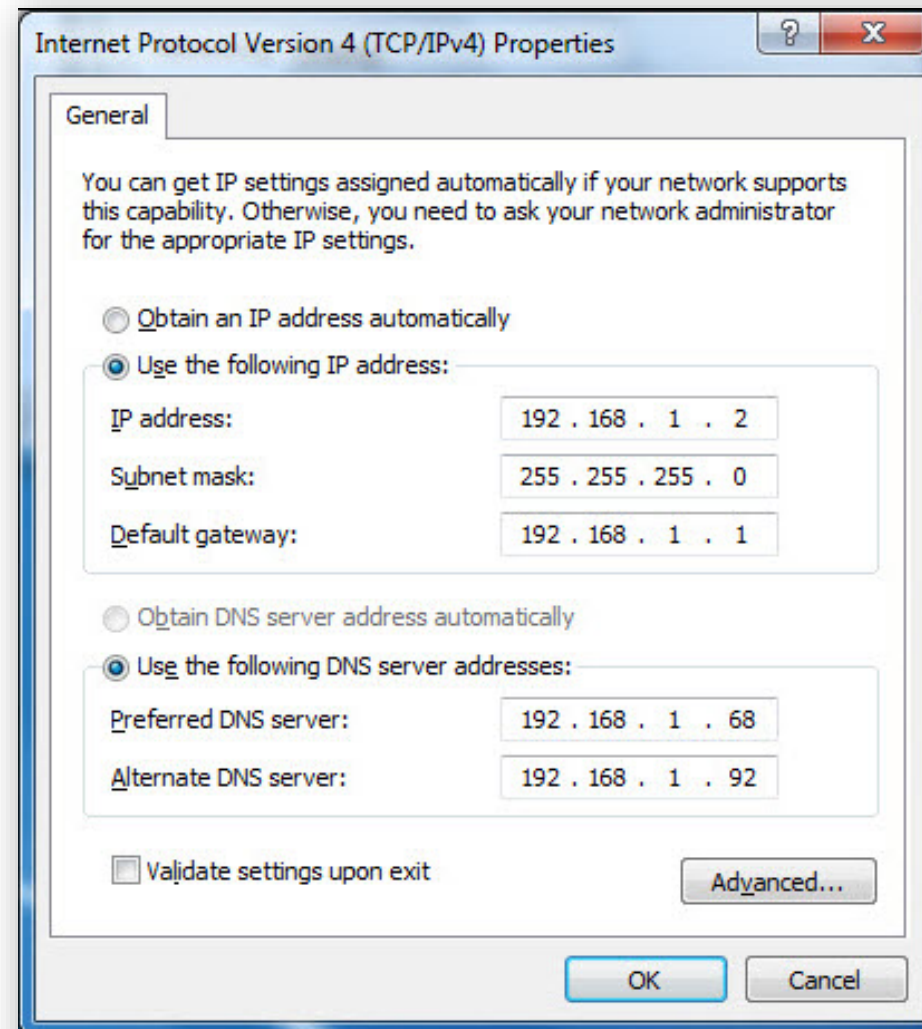 Internet Protocol Version 4 (TCP/IPv4) Properties
General
You can get IP settings assigned automatically if your network supports
this capability. Otherwise, you need to ask your network administrator
for the appropriate IP settings.
Obtain an IP address automatically
Use the following IP address:
IP address: 192 . 168 . 1 . 2
Subnet mask: 255 . 255 . 255 . 0
Default gateway: 192 . 168 . 1 . 1
Obtain DNS server address automatically
Use the following DNS server addresses:
Preferred DNS server: 192 . 168 . 1 . 68
Alternate DNS server: 192 . 168 . 1 . 92
Validate settings upon exit
Advanced...
OK Cancel